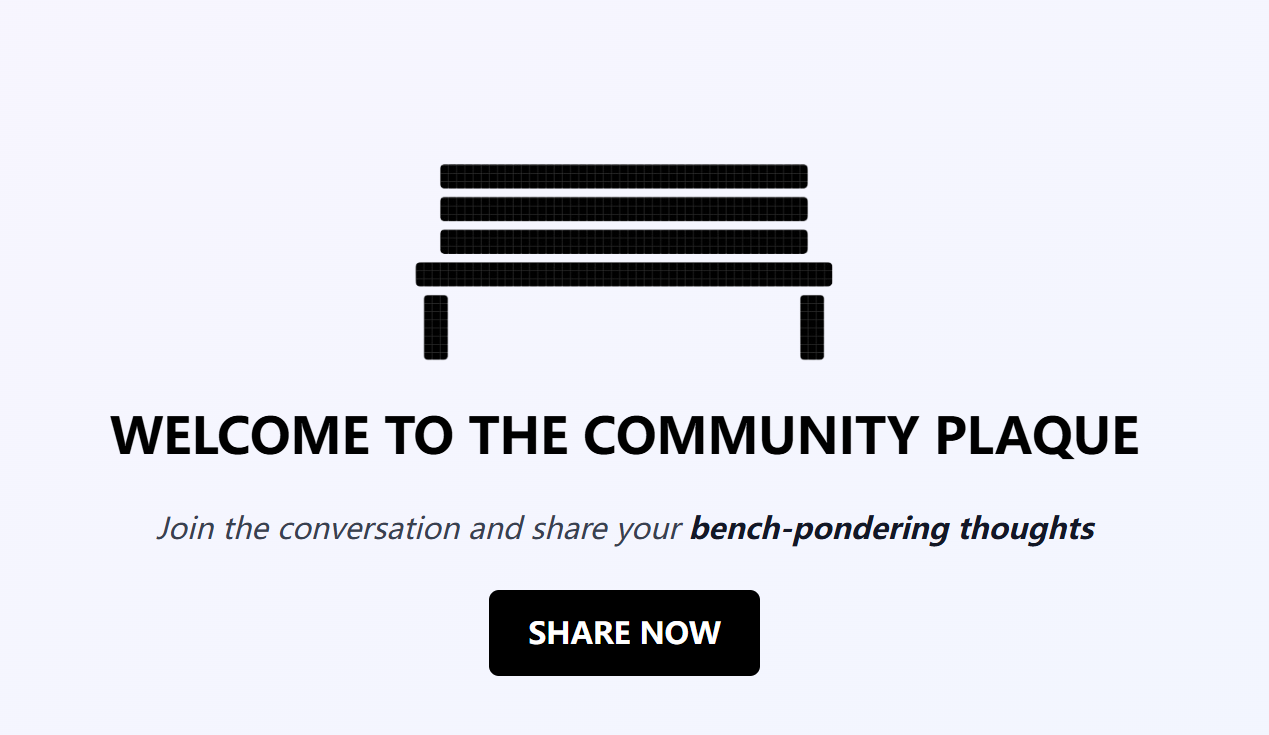 WELCOME TO THE COMMUNITY PLAQUE
Join the conversation and share your bench-pondering thoughts
SHARE NOW